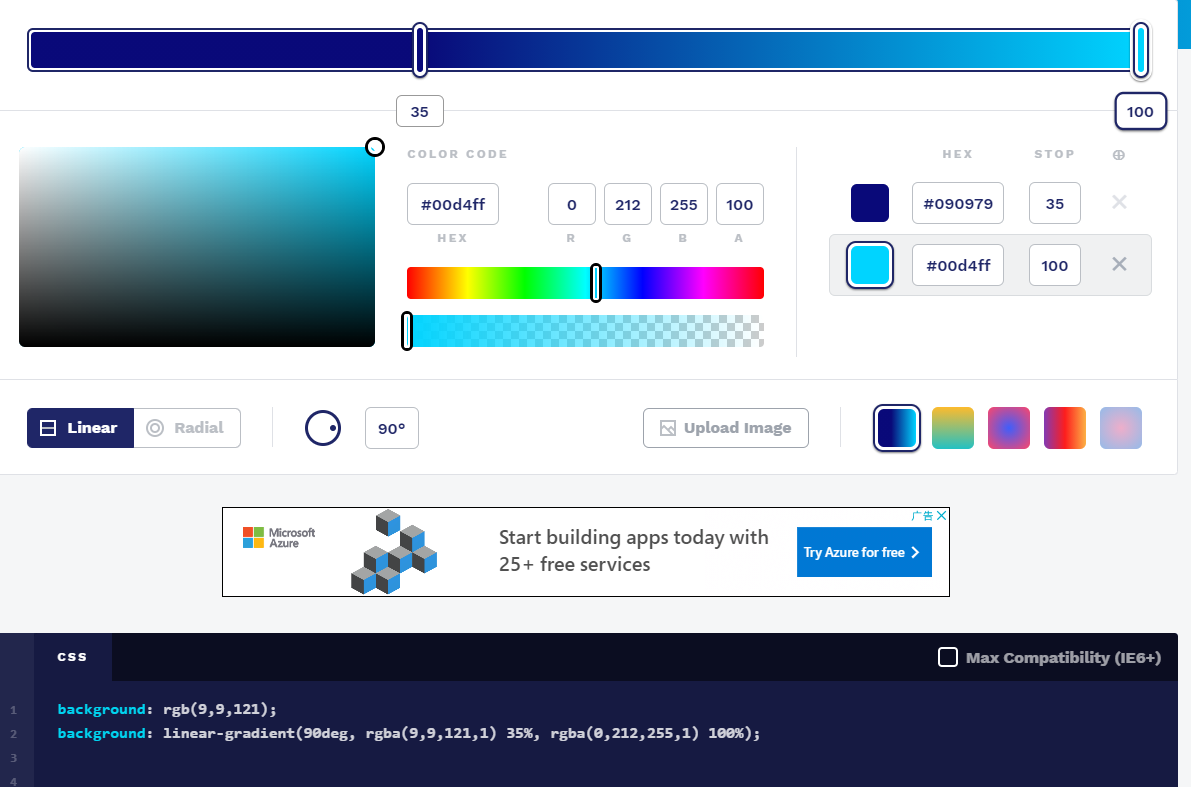 35
100
COLOR CODE
HEX STOP
#00d4ff 0 212 255 100
#090979 35
HEX R G B A
#00d4ff 100
Linear Radial 90° Upload Image
广告
Microsoft
Azure
Start building apps today with
25+ free services
Try Azure for free
CSS
Max Compatibility (IE6+)
1 background: rgb(9,9,121);
2 background: linear-gradient(90deg, rgba(9,9,121,1) 35%, rgba(0,212,255,1) 100%);
3
4